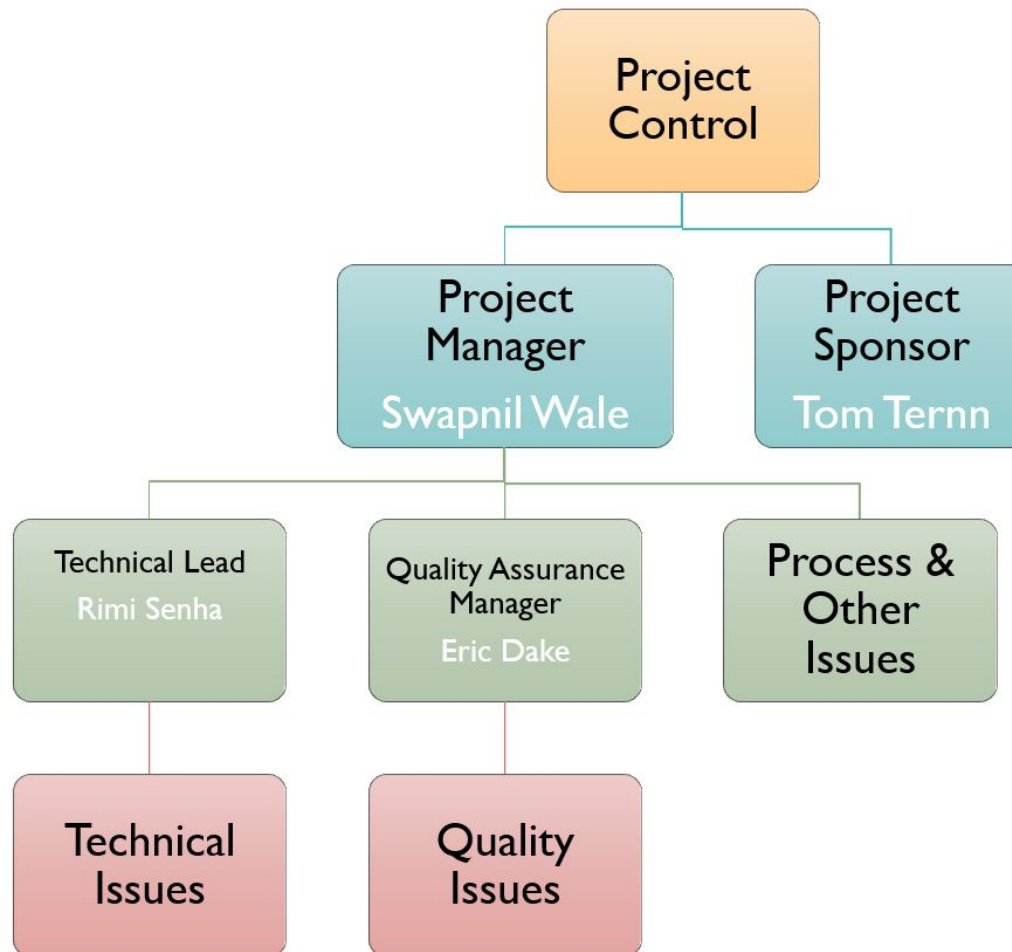 Project
Control
Project
Manager
Swapnil Wale
Project
Sponsor
Tom Ternn
Technical Lead
Rimi Senha
Quality Assurance
Manager
Eric Dake
Process &
Other
Issues
Technical
Issues
Quality
Issues